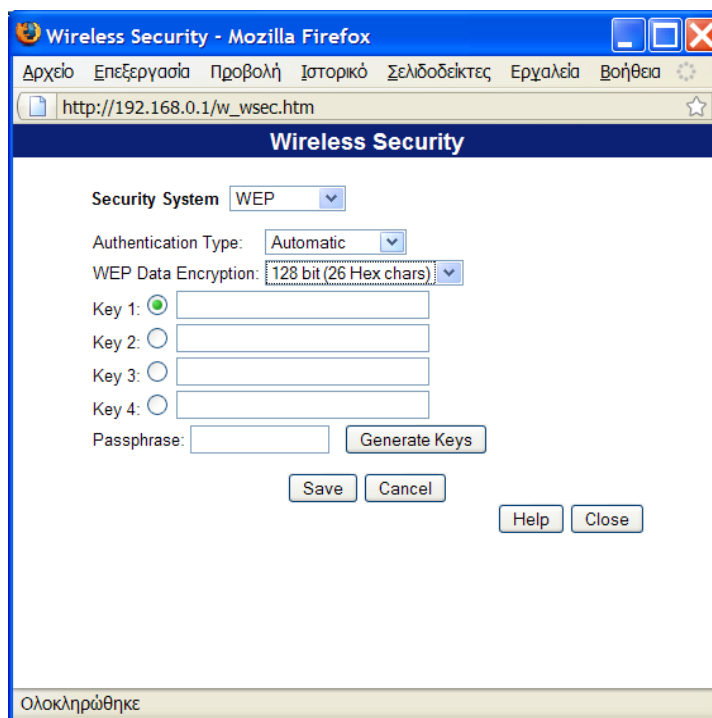 Wireless Security - Mozilla Firefox
Αρχείο Επεξεργασία Προβολή Ιστορικό Σελιδοδείκτες Εργαλεία Βοήθεια
http://192.168.0.1/w_wsec.htm
Wireless Security
Security System WEP
Authentication Type: Automatic
WEP Data Encryption: 128 bit (26 Hex chars)
Key 1:
Key 2:
Key 3:
Key 4:
Passphrase: Generate Keys
Save Cancel
Help Close
Ολοκληρώθηκε